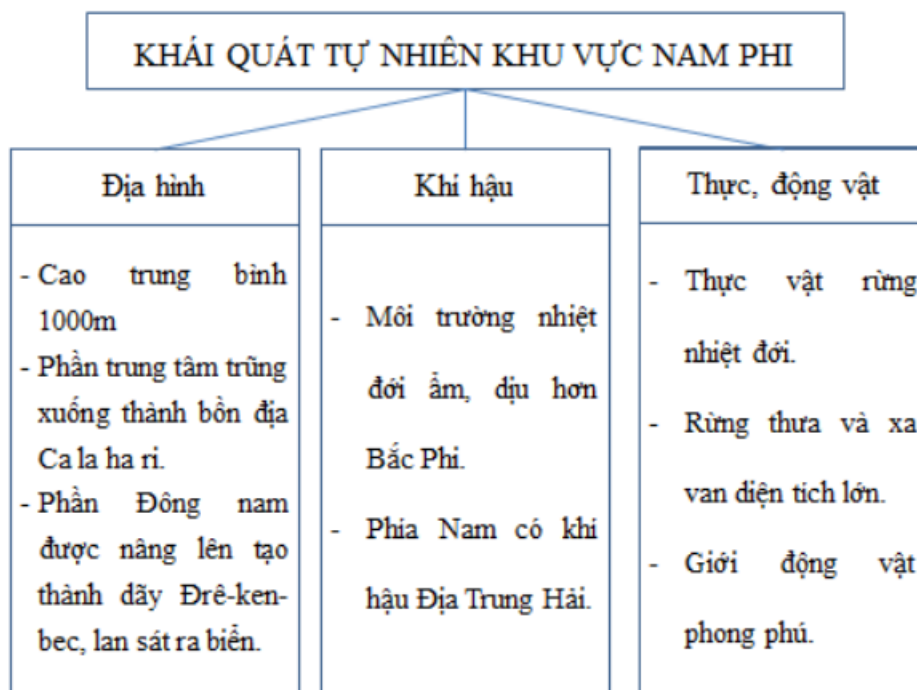 KHÁI QUÁT TỰ NHIÊN KHU VỰC NAM PHI
Địa hình
- Cao trung bình
1000m
- Phần trung tâm trũng
xuống thành bồn địa
Ca la ha ri.
- Phần Đông nam
được nâng lên tạo
thành dãy Đrê-ken-
bec, lan sát ra biển.
Khí hậu
- Môi trường nhiệt
đới ẩm, dịu hơn
Bắc Phi.
- Phía Nam có khí
hậu Địa Trung Hải.
Thực, động vật
- Thực vật rừng
nhiệt đới.
- Rừng thưa và xa
van diện tích lớn.
- Giới động vật
phong phú.